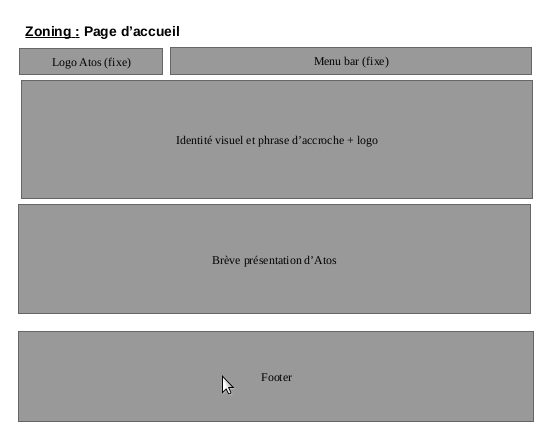 Zoning : Page d’accueil
Logo Atos (fixe)
Menu bar (fixe)
Identité visuel et phrase d’accroche + logo
Brève présentation d’Atos
Footer